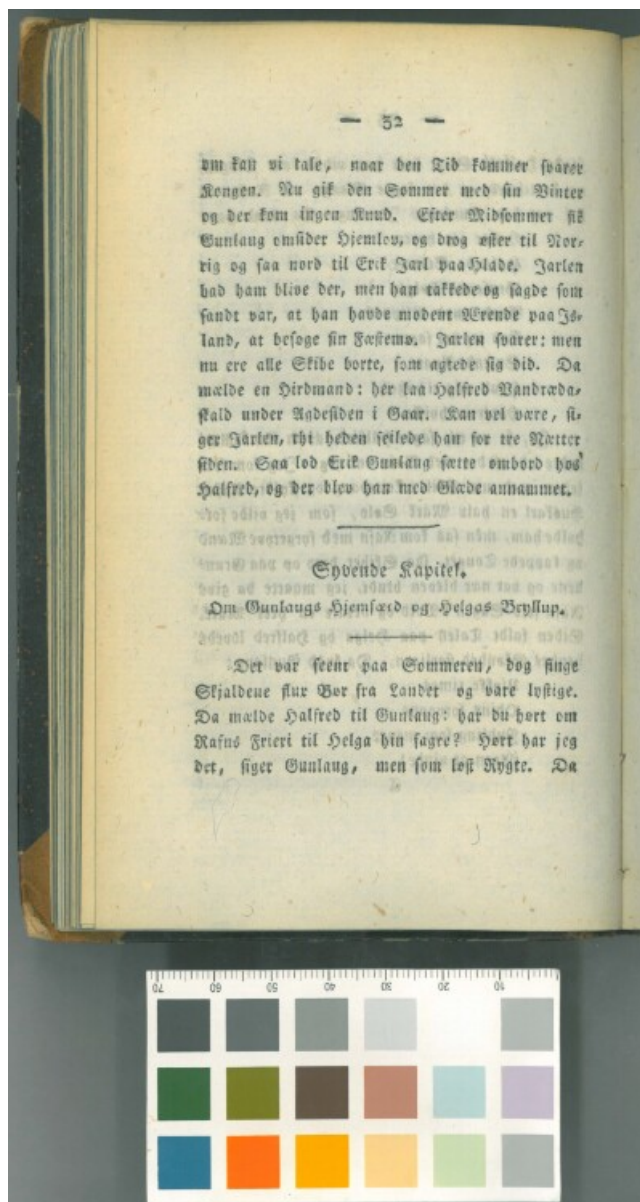 — 32 —
om kan vi tale, naar den Tid kommer svarer
Kongen. Nu gik den Sommer med sin Vinter
og der kom ingen Knud. Efter Midsommer fik
Gunlaug omsider Hjemlov, og drog øster til Nor-
rig og saa nord til Erik Jarl paa Hlade. Jarlen
bad ham blive der, men han takkede og sagde som
sandt var, at han havde modent Ærende paa Is-
land, at besøge sin Fæstemø. Jarlen svarer: men
nu ere alle Skibe borte, som agtede sig did. Da
mælde en Hirdmand: her laa Halfred Vandræda-
skald under Agdesiden i Gaar. Kan vel være, si-
ger Jarlen, thi heden seilede han for tre Nætter
siden. Saa lod Erik Gunlaug sætte ombord hos
Halfred, og der blev han med Glæde annammet.
Syvende Kapitel.
Om Gunlaugs Hjemfærd og Helgas Bryllup.
Det var seent paa Sommeren, dog finge
Skjaldene flur Bør fra Landet og vare lystige.
Da mælde Halfred til Gunlaug: har du hørt om
Rafns Frieri til Helga hin fagre? Hørt har jeg
det, siger Gunlaug, men som løst Rygte. Da
70 60 50 40 30 20 10